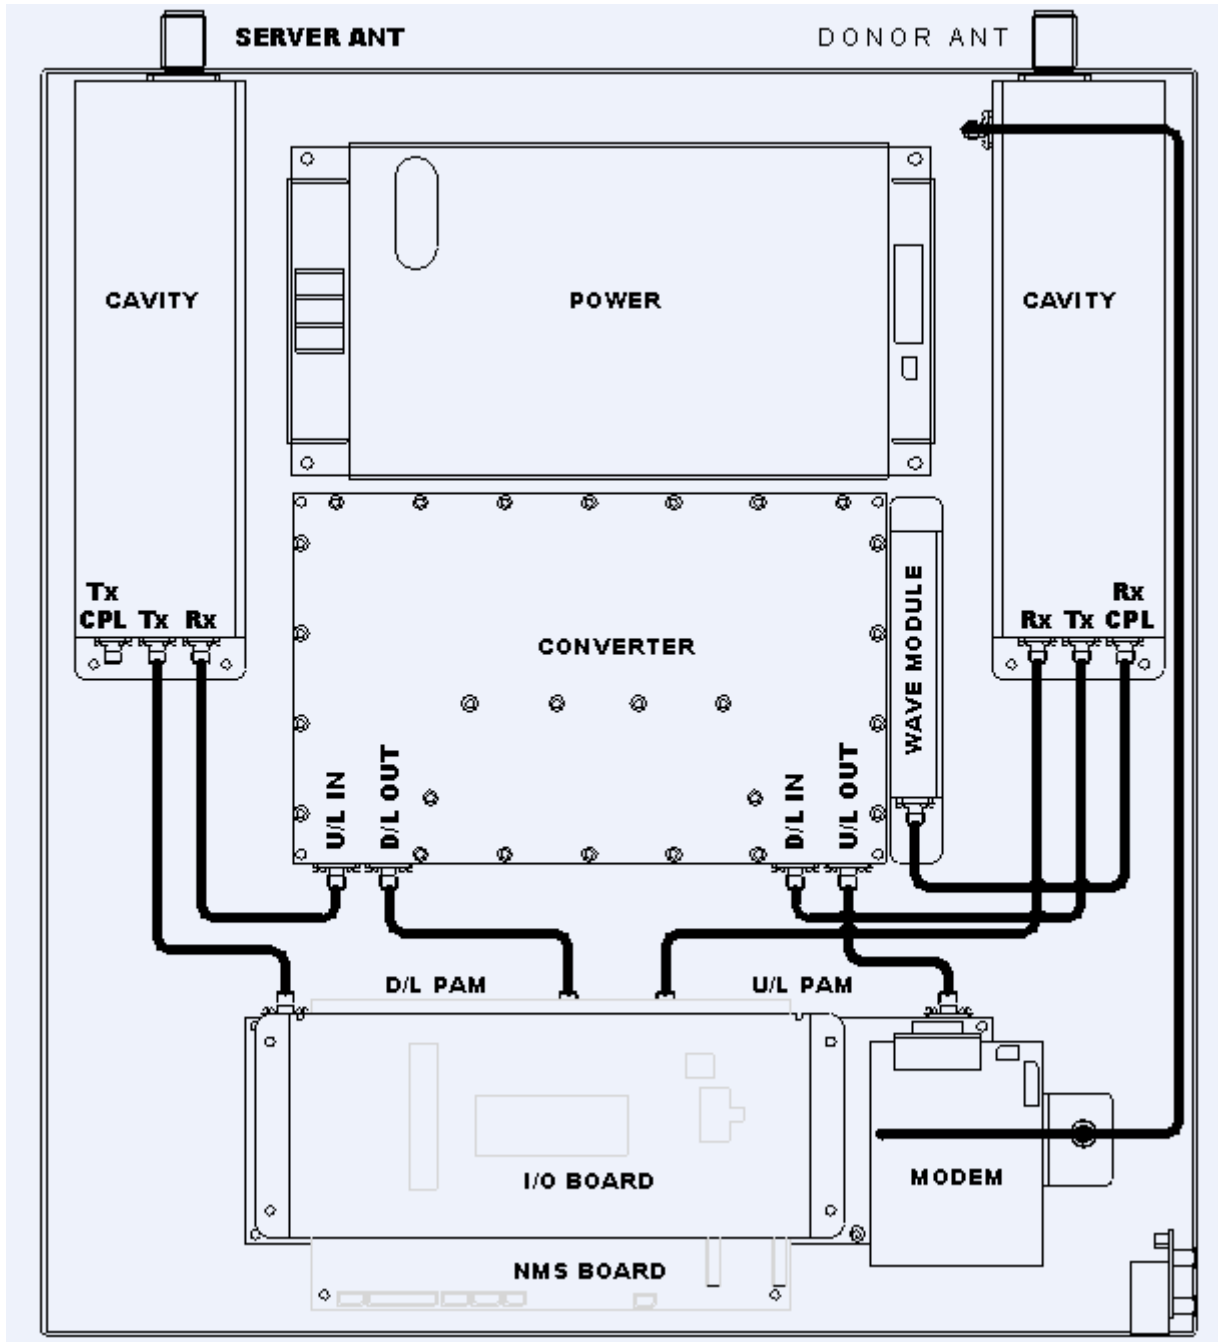 SERVER ANT
DONOR ANT
CAVITY
POWER
CAVITY
Tx
CPL Tx Rx
CONVERTER
WAVE MODULE
Rx
Rx Tx CPL
U/L IN
D/L OUT
D/L IN
U/L OUT
D/L PAM
U/L PAM
I/O BOARD
MODEM
NMS BOARD